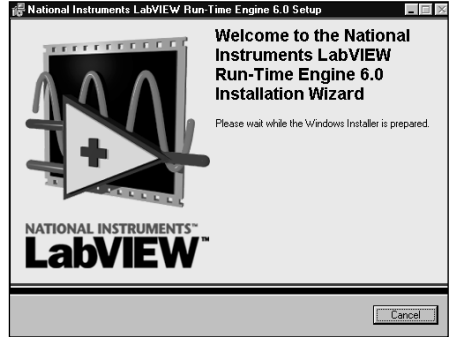 National Instruments LabVIEW Run-Time Engine 6.0 Setup
Welcome to the National
Instruments LabVIEW
Run-Time Engine 6.0
Installation Wizard
Please wait while the Windows Installer is prepared.
NATIONAL INSTRUMENTS™
LabVIEW™
Cancel